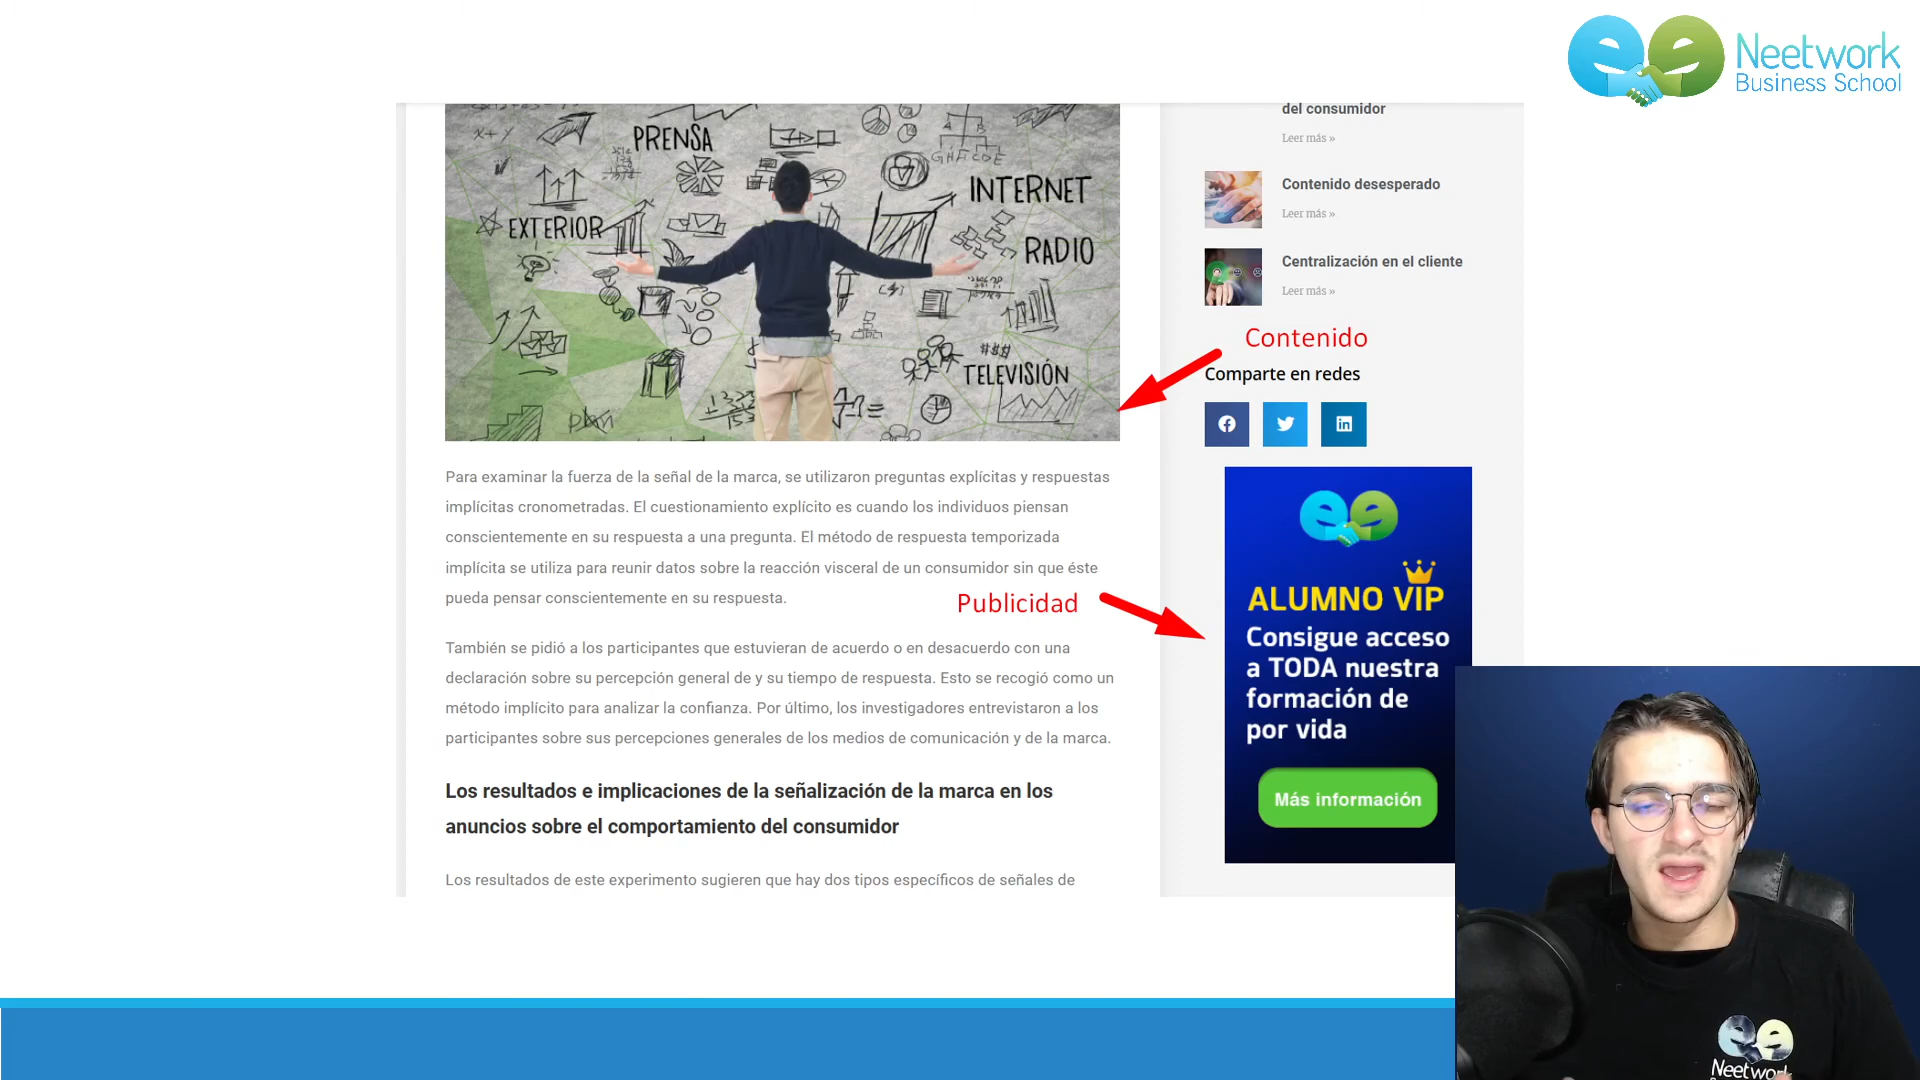 Neetwork
Business School
del consumidor
Leer más »
PRENSA
INTERNET
EXTERIOR
RADIO
TELEVISIÓN
Contenido desesperado
Leer más »
Centralización en el cliente
Leer más »
Contenido
Comparte en redes
Para examinar la fuerza de la señal de la marca, se utilizaron preguntas explícitas y respuestas
implícitas cronometradas. El cuestionamiento explícito es cuando los individuos piensan
conscientemente en su respuesta a una pregunta. El método de respuesta temporizada
implícita se utiliza para reunir datos sobre la reacción visceral de un consumidor sin que éste
pueda pensar conscientemente en su respuesta.
Publicidad
También se pidió a los participantes que estuvieran de acuerdo o en desacuerdo con una
declaración sobre su percepción general de y su tiempo de respuesta. Esto se recogió como un
método implícito para analizar la confianza. Por último, los investigadores entrevistaron a los
participantes sobre sus percepciones generales de los medios de comunicación y de la marca.
Los resultados e implicaciones de la señalización de la marca en los
anuncios sobre el comportamiento del consumidor
Los resultados de este experimento sugieren que hay dos tipos específicos de señales de
ALUMNO VIP
Consigue acceso
a TODA nuestra
formación de
por vida
Más información
Neetwork